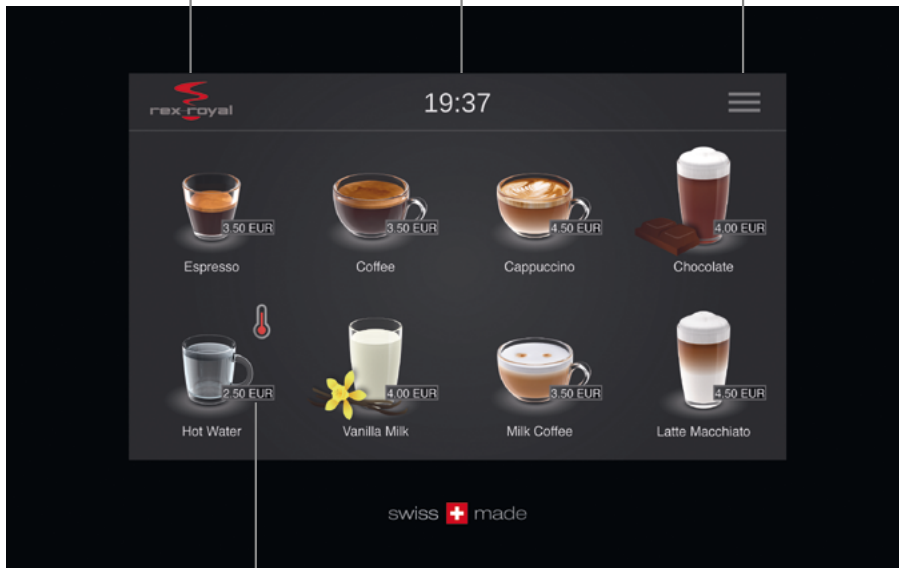 rex-royal
19:37
3.50 EUR
3.50 EUR
4.50 EUR
4.00 EUR
Espresso
Coffee
Cappuccino
Chocolate
2.50 EUR
4.00 EUR
3.50 EUR
4.50 EUR
Hot Water
Vanilla Milk
Milk Coffee
Latte Macchiato
swiss made